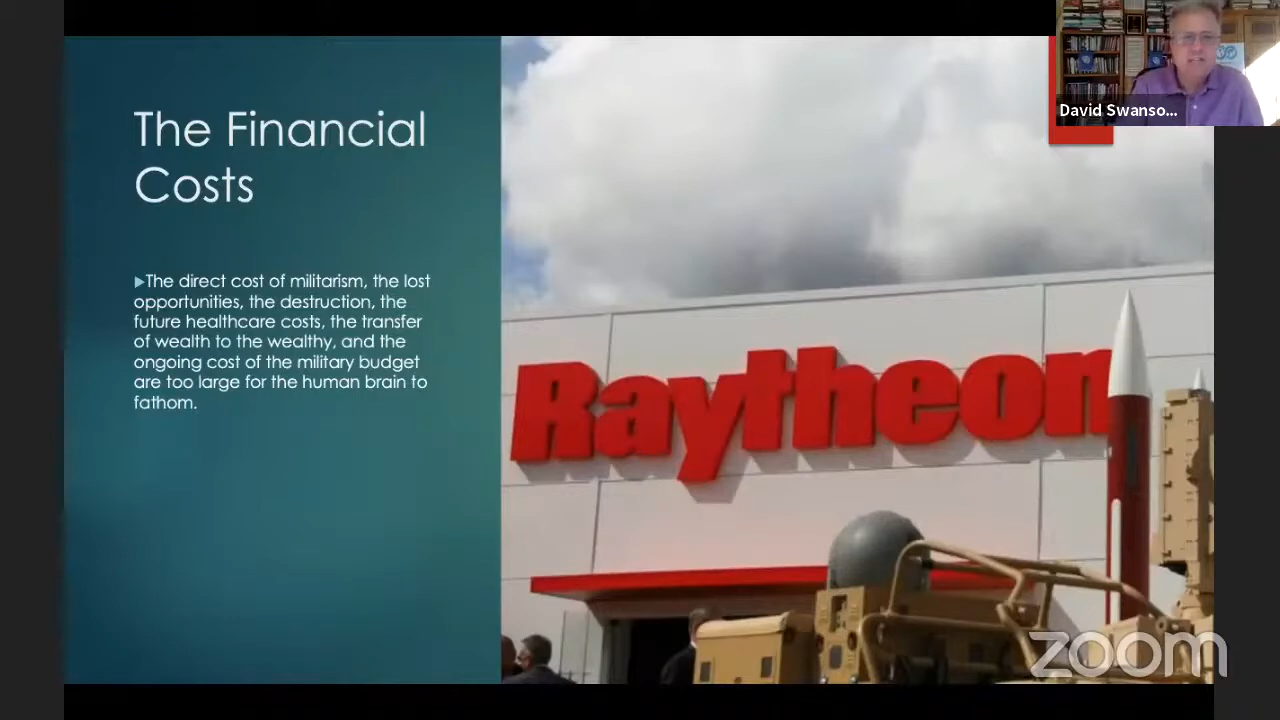 The Financial
Costs
▶The direct cost of militarism, the lost
opportunities, the destruction, the
future healthcare costs, the transfer
of wealth to the wealthy, and the
ongoing cost of the military budget
are too large for the human brain to
fathom.
Raytheon
David Swanso...
zoom